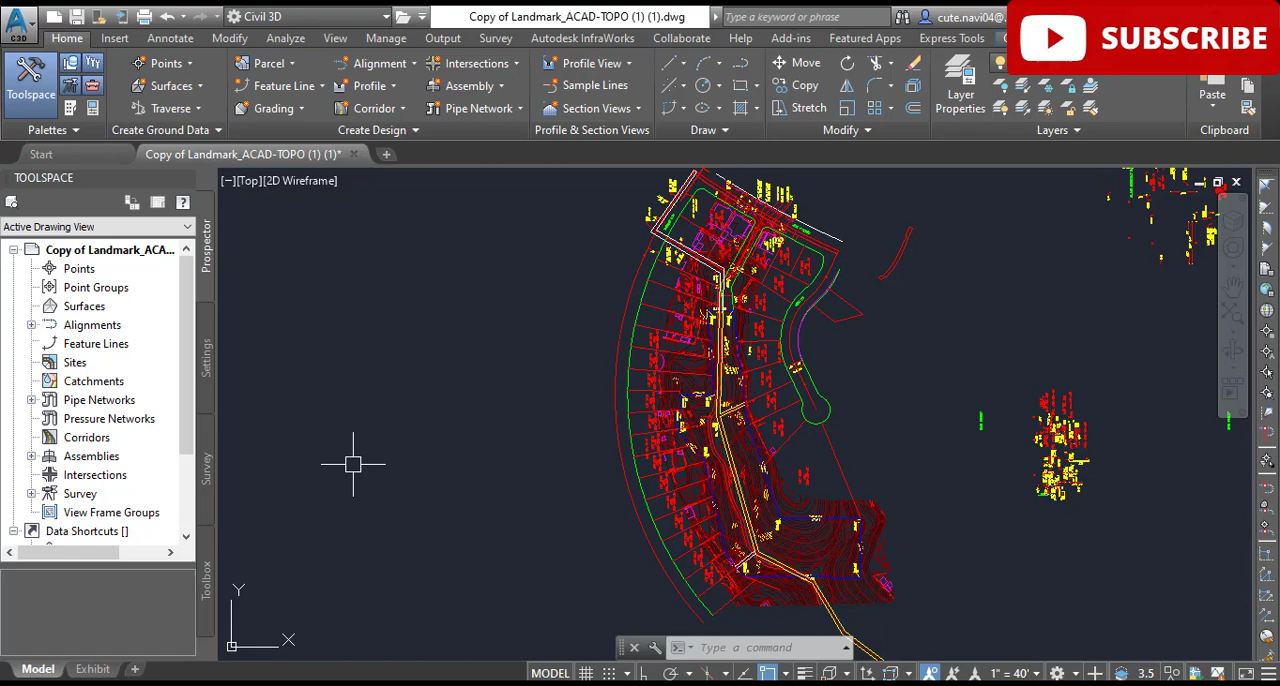 Civil 3D
Copy of Landmark_ACAD-TOPO (1) (1).dwg
Type a keyword or phrase
cute.navi04
SUBSCRIBE
C3D
Home Insert Annotate Modify Analyze View Manage Output Survey Autodesk InfraWorks Collaborate Help Add-ins Featured Apps Express Tools
Toolspace
Points
Surfaces
Traverse
Parcel
Feature Line
Grading
Alignment
Profile
Corridor
Intersections
Assembly
Pipe Network
Profile View
Sample Lines
Section Views
Move
Copy
Stretch
Layer
Properties
Paste
Palettes
Create Ground Data
Create Design
Profile & Section Views
Draw
Modify
Layers
Clipboard
Start
Copy of Landmark_ACAD-TOPO (1) (1)*
TOOLSPACE
[−][Top][2D Wireframe]
Active Drawing View
Copy of Landmark_ACA...
Points
Point Groups
Surfaces
Alignments
Feature Lines
Sites
Catchments
Pipe Networks
Pressure Networks
Corridors
Assemblies
Intersections
Survey
View Frame Groups
Data Shortcuts []
Prospector
Settings
Survey
Toolbox
Y
X
Type a command
Model
Exhibit
MODEL
1" = 40'
3.5